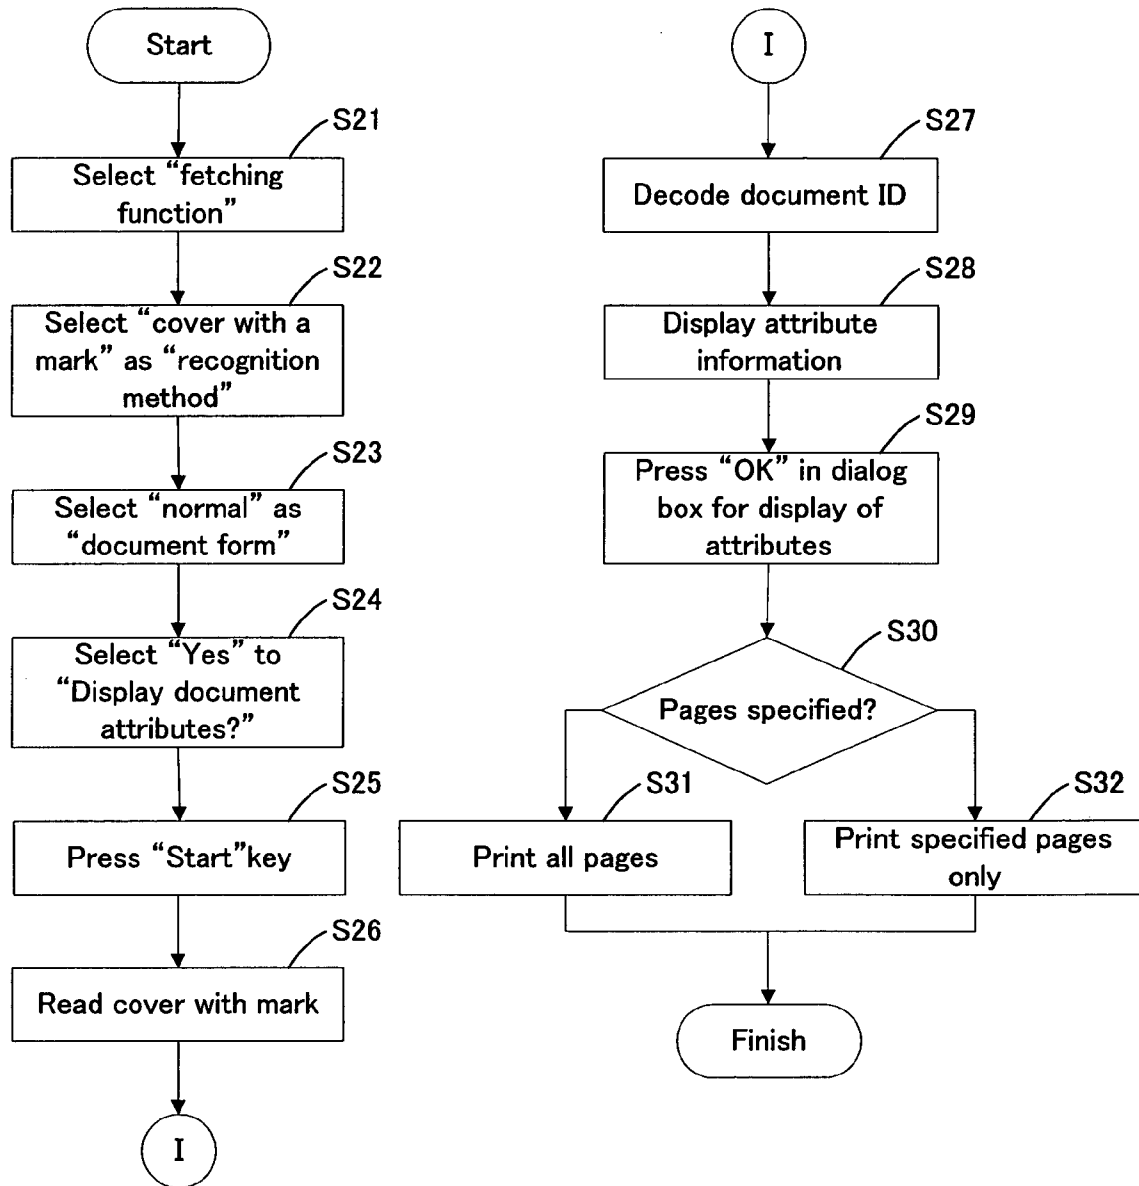 Start
S21
Select “fetching
function”
S22
Select “cover with a
mark” as “recognition
method”
S23
Select “normal” as
“document form”
S24
Select “Yes” to
“Display document
attributes?”
S25
Press “Start”key
S26
Read cover with mark
I
I
S27
Decode document ID
S28
Display attribute
information
S29
Press “OK” in dialog
box for display of
attributes
S30
Pages specified?
S31
Print all pages
S32
Print specified pages
only
Finish